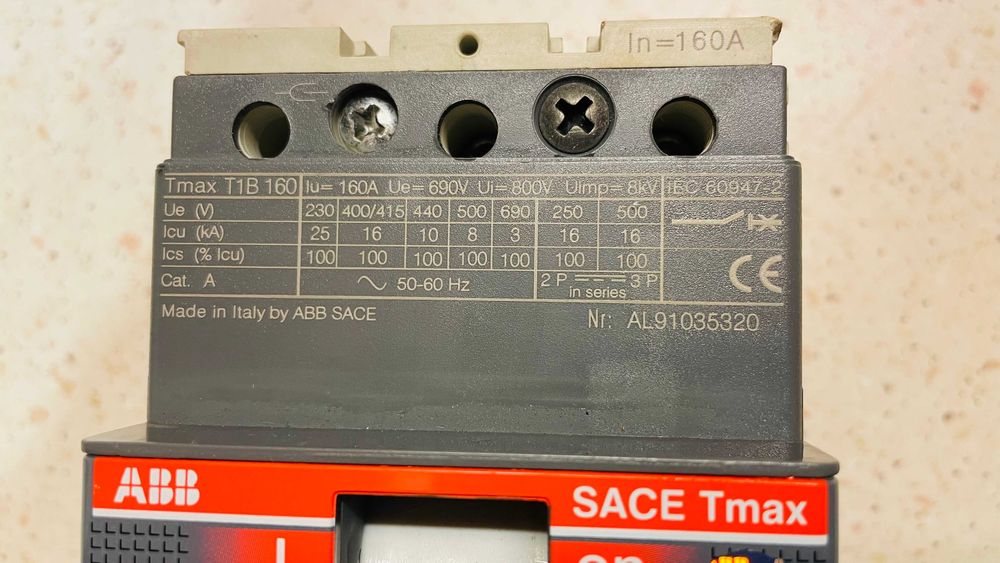 In=160A
Tmax T1B 160 Iu= 160A Ue= 690V Ui= 800V Uimp= 8kV IEC 60947-2
Ue (V) 230 400/415 440 500 690 250 500
Icu (kA) 25 16 10 8 3 16 16
Ics (% Icu) 100 100 100 100 100 100 100
Cat. A 50-60 Hz 2 P 3 P
in series
CE
Made in Italy by ABB SACE
Nr: AL91035320
ABB SACE Tmax
I on
ABB